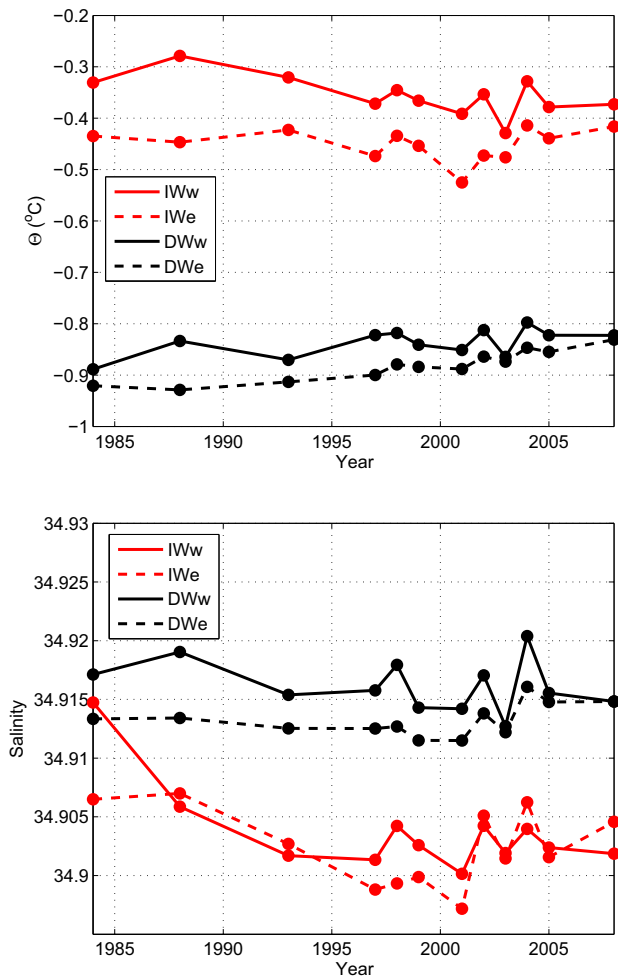 −0.2
−0.3
−0.4
−0.5
−0.6
−0.7
−0.8
−0.9
−1
Θ (°C)
IWw
IWe
DWw
DWe
1985 1990 1995 2000 2005
Year
34.93
34.925
34.92
34.915
34.91
34.905
34.9
Salinity
IWw
IWe
DWw
DWe
1985 1990 1995 2000 2005
Year